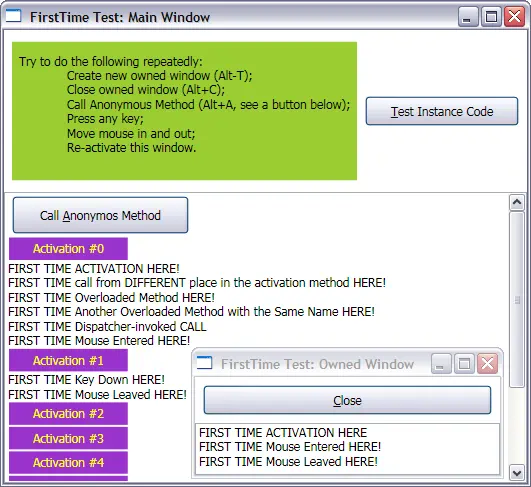 FirstTime Test: Main Window
Try to do the following repeatedly:
Create new owned window (Alt-T);
Close owned window (Alt+C);
Call Anonymous Method (Alt+A, see a button below);
Press any key;
Move mouse in and out;
Re-activate this window.
Test Instance Code
Call Anonymos Method
Activation #0
FIRST TIME ACTIVATION HERE!
FIRST TIME call from DIFFERENT place in the activation method HERE!
FIRST TIME Overloaded Method HERE!
FIRST TIME Another Overloaded Method with the Same Name HERE!
FIRST TIME Dispatcher-invoked CALL
FIRST TIME Mouse Entered HERE!
Activation #1
FIRST TIME Key Down HERE!
FIRST TIME Mouse Leaved HERE!
Activation #2
Activation #3
Activation #4
FirstTime Test: Owned Window
Close
FIRST TIME ACTIVATION HERE
FIRST TIME Mouse Entered HERE!
FIRST TIME Mouse Leaved HERE!